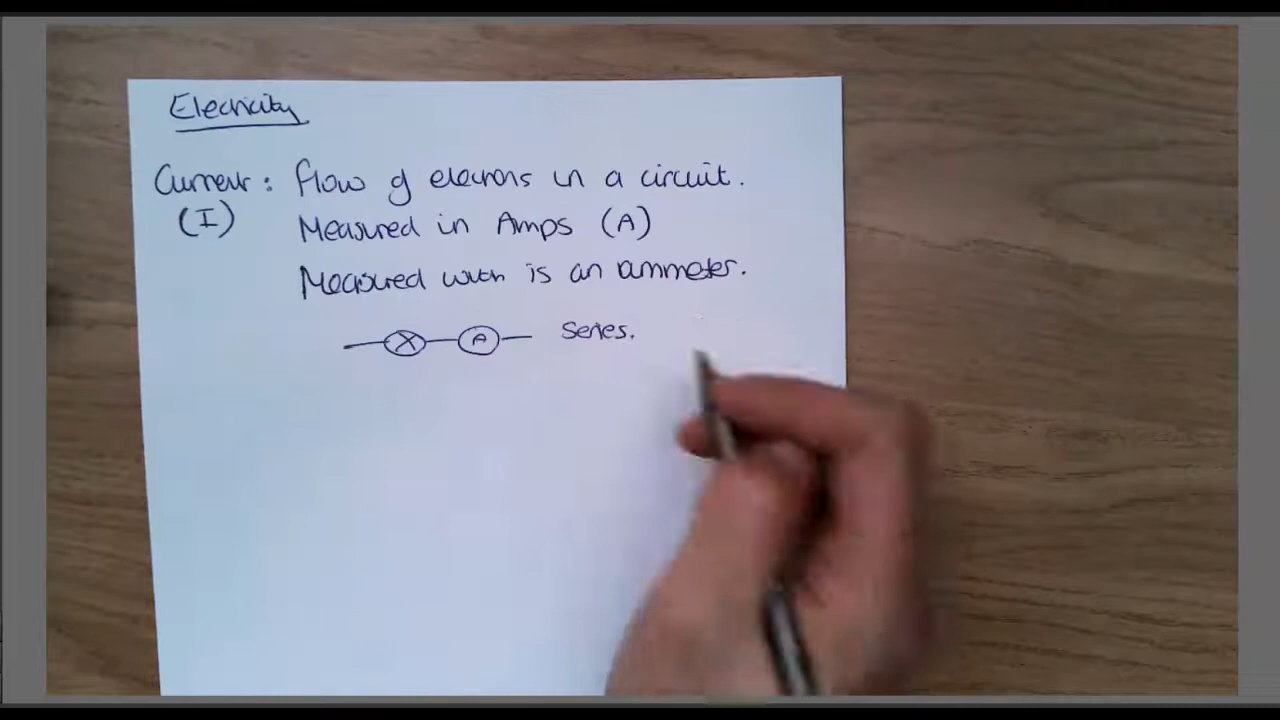 Electricity
Current : flow of electrons in a circuit.
(I) Measured in Amps (A)
Measured with is an ammeter.
X A Series.